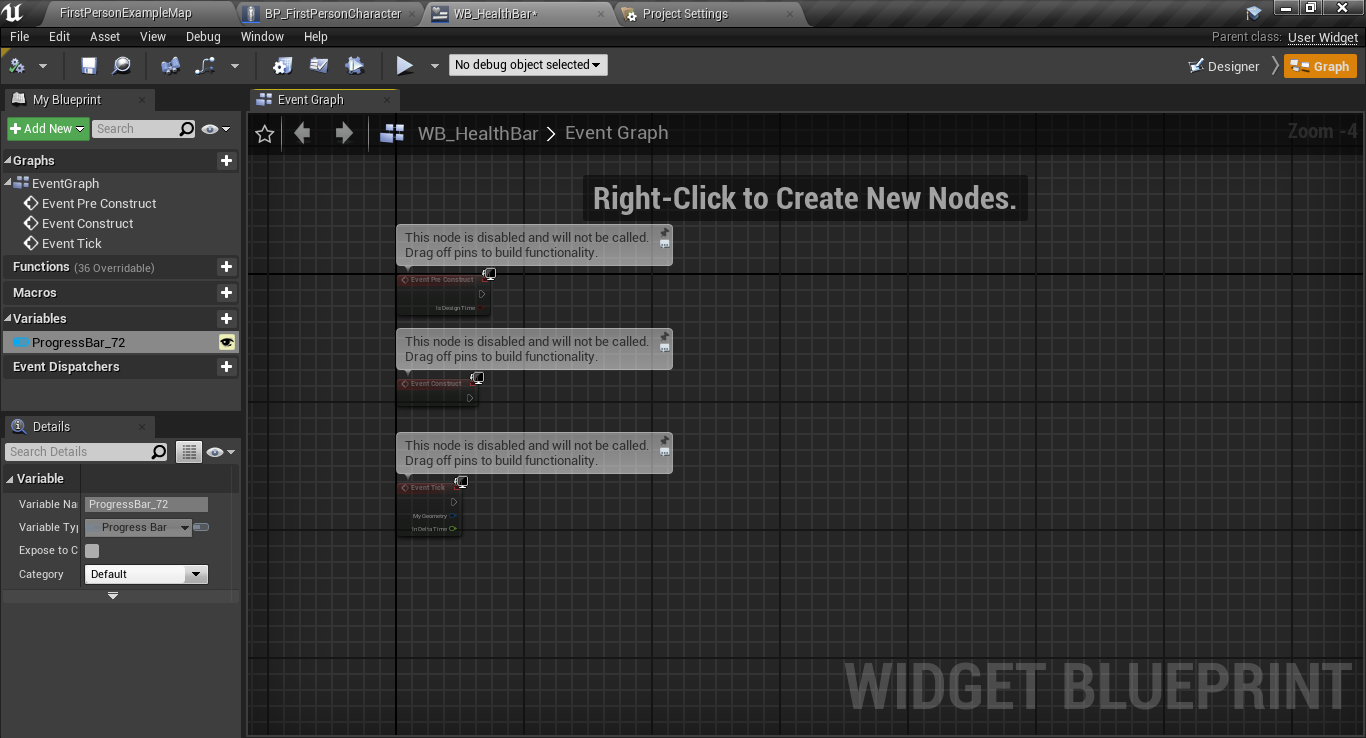 FirstPersonExampleMap
BP_FirstPersonCharacter
WB_HealthBar*
Project Settings
File Edit Asset View Debug Window Help
Parent class: User Widget
No debug object selected
Designer
Graph
My Blueprint
Event Graph
Add New
Search
WB_HealthBar > Event Graph
Zoom -4
Graphs
EventGraph
Event Pre Construct
Event Construct
Event Tick
Functions (36 Overridable)
Macros
Variables
ProgressBar_72
Event Dispatchers
Right-Click to Create New Nodes.
This node is disabled and will not be called.
Drag off pins to build functionality.
Event Pre Construct
Is Design Time
This node is disabled and will not be called.
Drag off pins to build functionality.
Event Construct
This node is disabled and will not be called.
Drag off pins to build functionality.
Event Tick
My Geometry
In Delta Time
Details
Search Details
Variable
Variable Na
ProgressBar_72
Variable Typ
Progress Bar
Expose to C
Category
Default
WIDGET BLUEPRINT